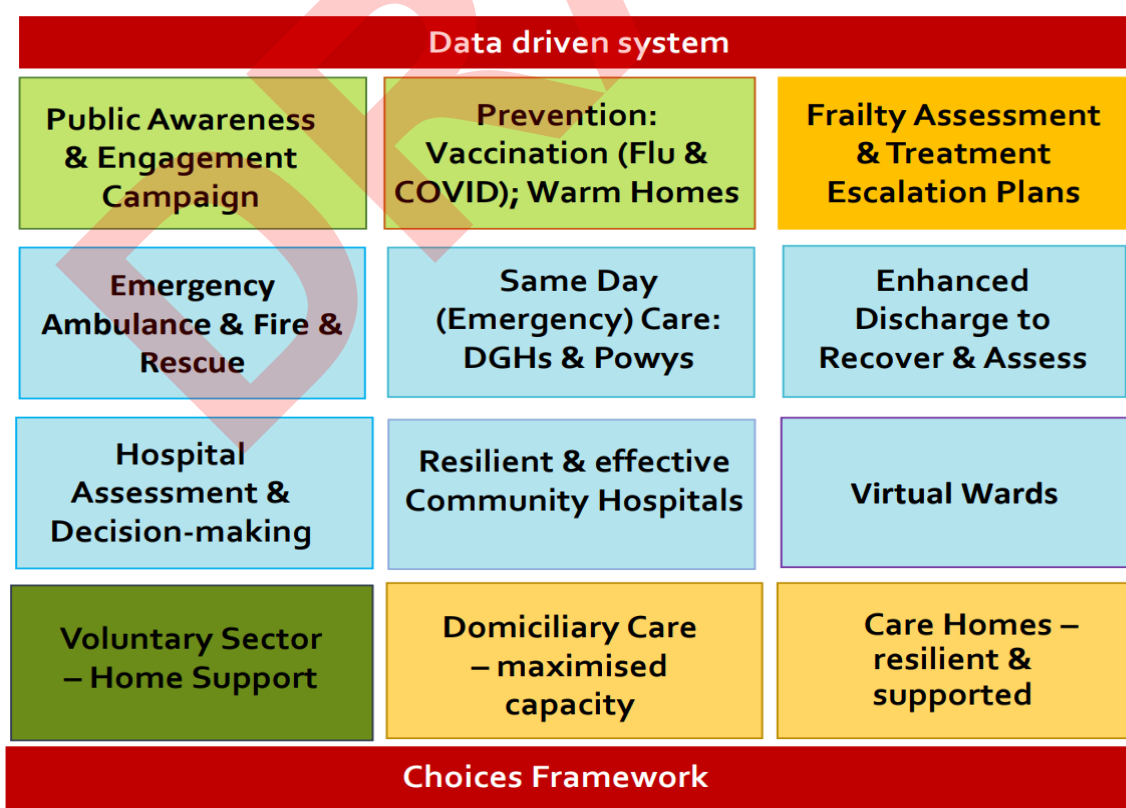 Data driven system
Public Awareness
& Engagement
Campaign
Prevention:
Vaccination (Flu &
COVID); Warm Homes
Frailty Assessment
& Treatment
Escalation Plans
Emergency
Ambulance & Fire &
Rescue
Same Day
(Emergency) Care:
DGHs & Powys
Enhanced
Discharge to
Recover & Assess
Hospital
Assessment &
Decision-making
Resilient & effective
Community Hospitals
Virtual Wards
Voluntary Sector
– Home Support
Domiciliary Care
– maximised
capacity
Care Homes –
resilient &
supported
Choices Framework